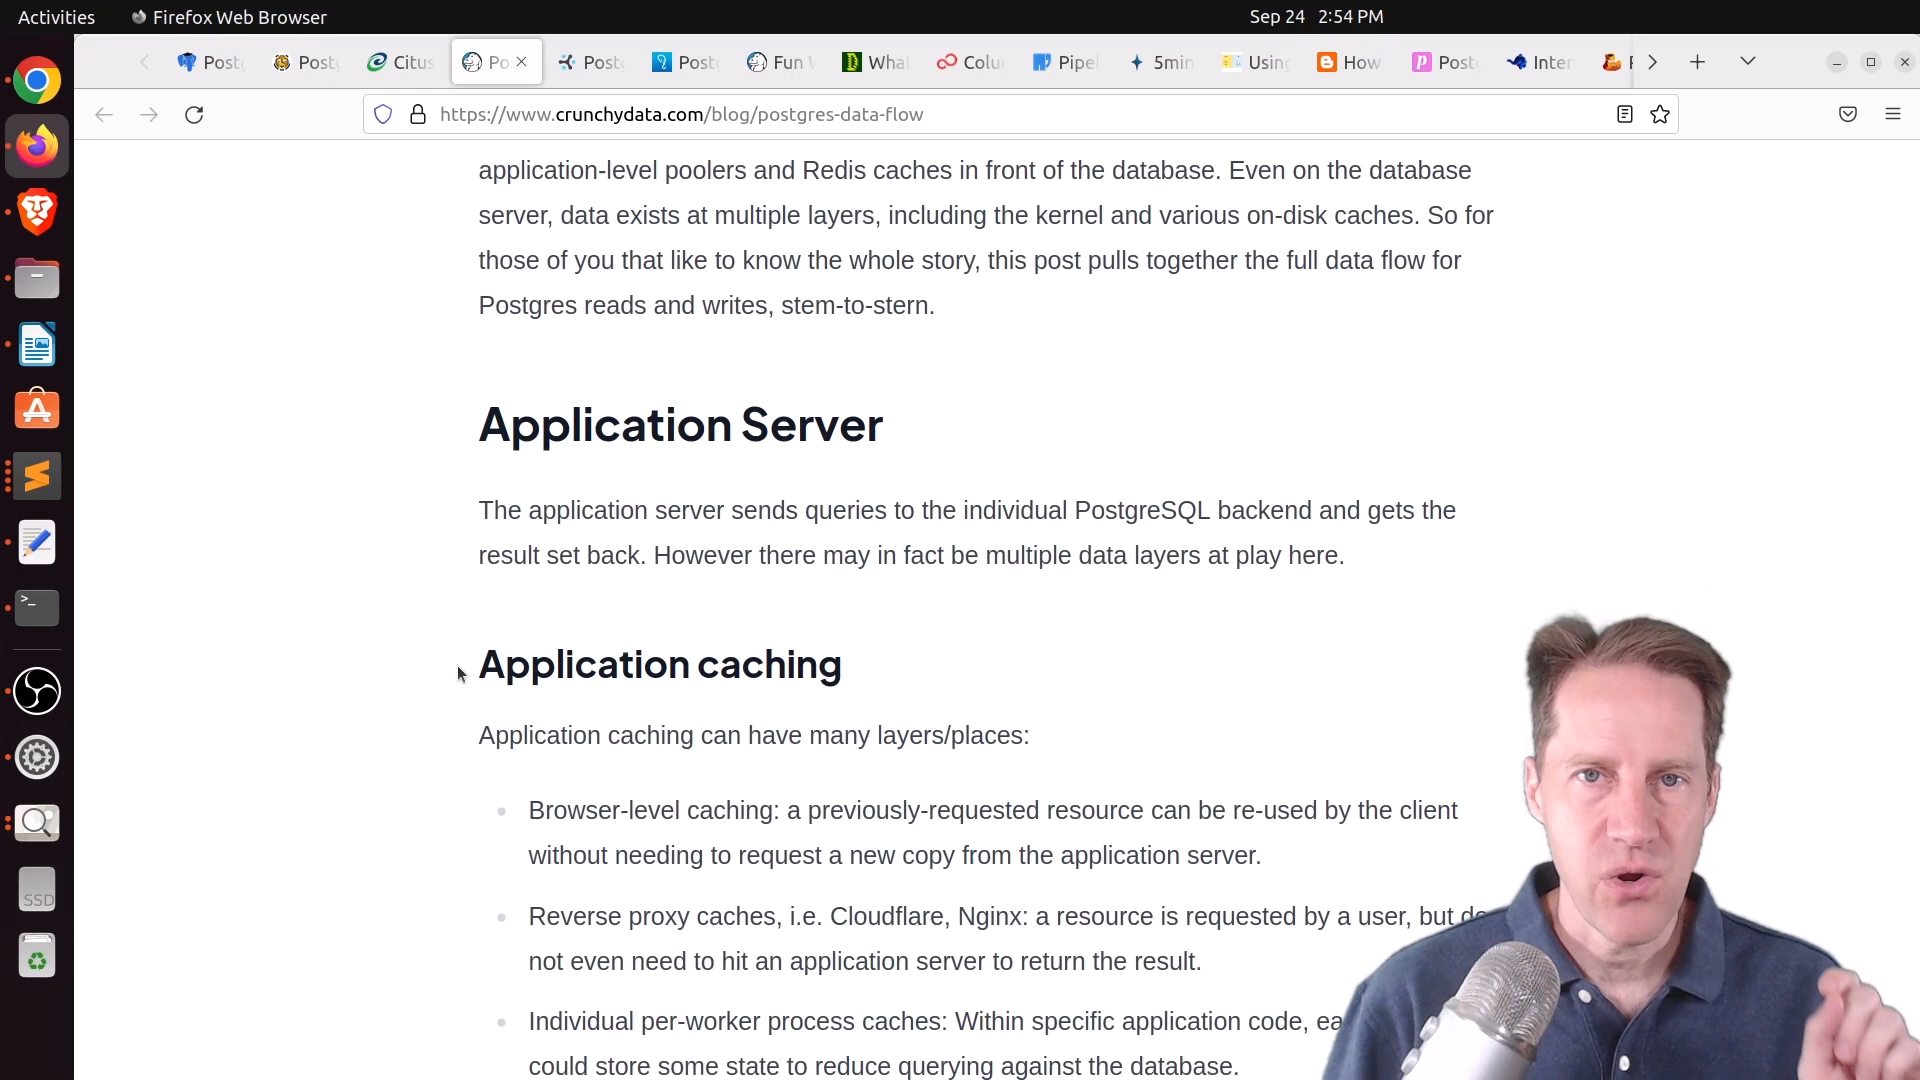 Activities
Firefox Web Browser
Sep 24 2:54 PM
Post
Post
Citus
Po
Post
Post
Fun
What
Colu
Pipel
5min
Using
How
Post
Inter
https://www.crunchydata.com/blog/postgres-data-flow
application-level poolers and Redis caches in front of the database. Even on the database
server, data exists at multiple layers, including the kernel and various on-disk caches. So for
those of you that like to know the whole story, this post pulls together the full data flow for
Postgres reads and writes, stem-to-stern.
Application Server
The application server sends queries to the individual PostgreSQL backend and gets the
result set back. However there may in fact be multiple data layers at play here.
Application caching
Application caching can have many layers/places:
Browser-level caching: a previously-requested resource can be re-used by the client
without needing to request a new copy from the application server.
Reverse proxy caches, i.e. Cloudflare, Nginx: a resource is requested by a user, but do
not even need to hit an application server to return the result.
Individual per-worker process caches: Within specific application code, ea
could store some state to reduce querying against the database.
SSD